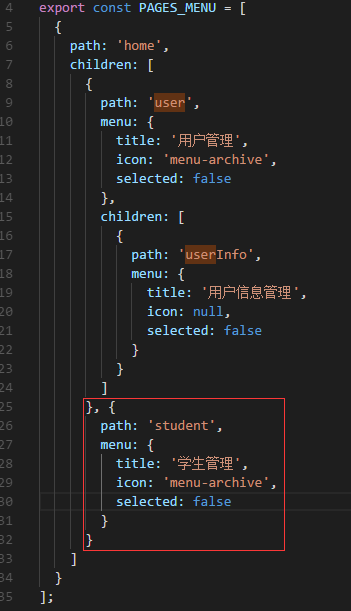 4 export const PAGES_MENU = [
5   {
6     path: 'home',
7     children: [
8       {
9         path: 'user',
10         menu: {
11           title: '用户管理',
12           icon: 'menu-archive',
13           selected: false
14         },
15         children: [
16           {
17             path: 'userInfo',
18             menu: {
19               title: '用户信息管理',
20               icon: null,
21               selected: false
22             }
23           }
24         ]
25       }, {
26         path: 'student',
27         menu: {
28           title: '学生管理',
29           icon: 'menu-archive',
30           selected: false
31         }
32       }
33     ]
34   }
35 ];